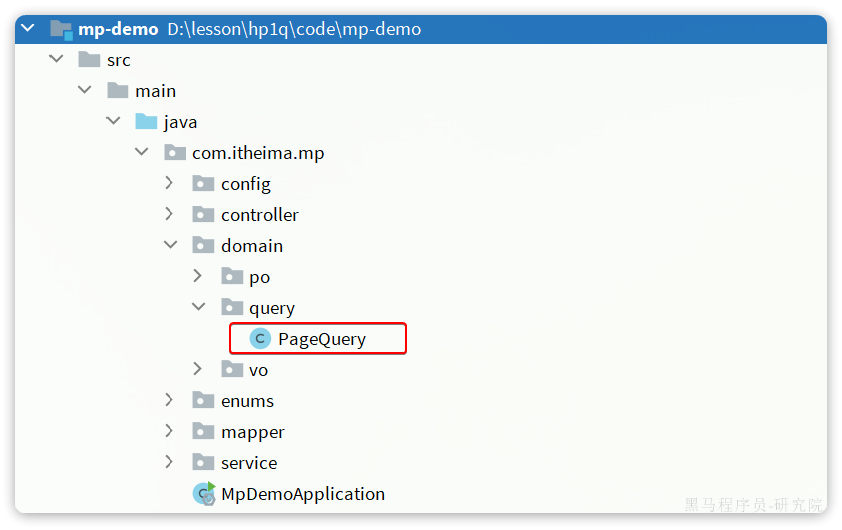 mp-demo D:\lesson\hp1q\code\mp-demo
src
main
java
com.itheima.mp
config
controller
domain
po
query
PageQuery
vo
enums
mapper
service
MpDemoApplication
黑马程序员-研究院